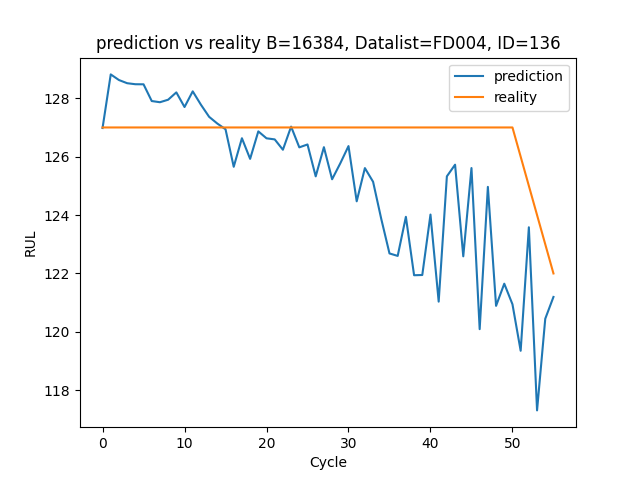 prediction vs reality B=16384, Datalist=FD004, ID=136
prediction
reality
RUL
128
126
124
122
120
118
0 10 20 30 40 50
Cycle